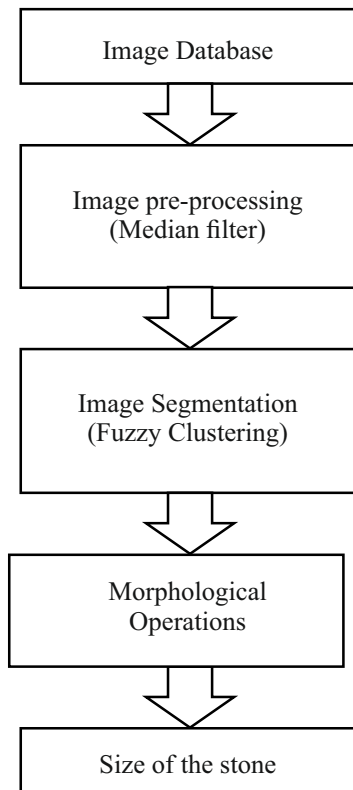 Image Database
Image pre-processing
(Median filter)
Image Segmentation
(Fuzzy Clustering)
Morphological
Operations
Size of the stone